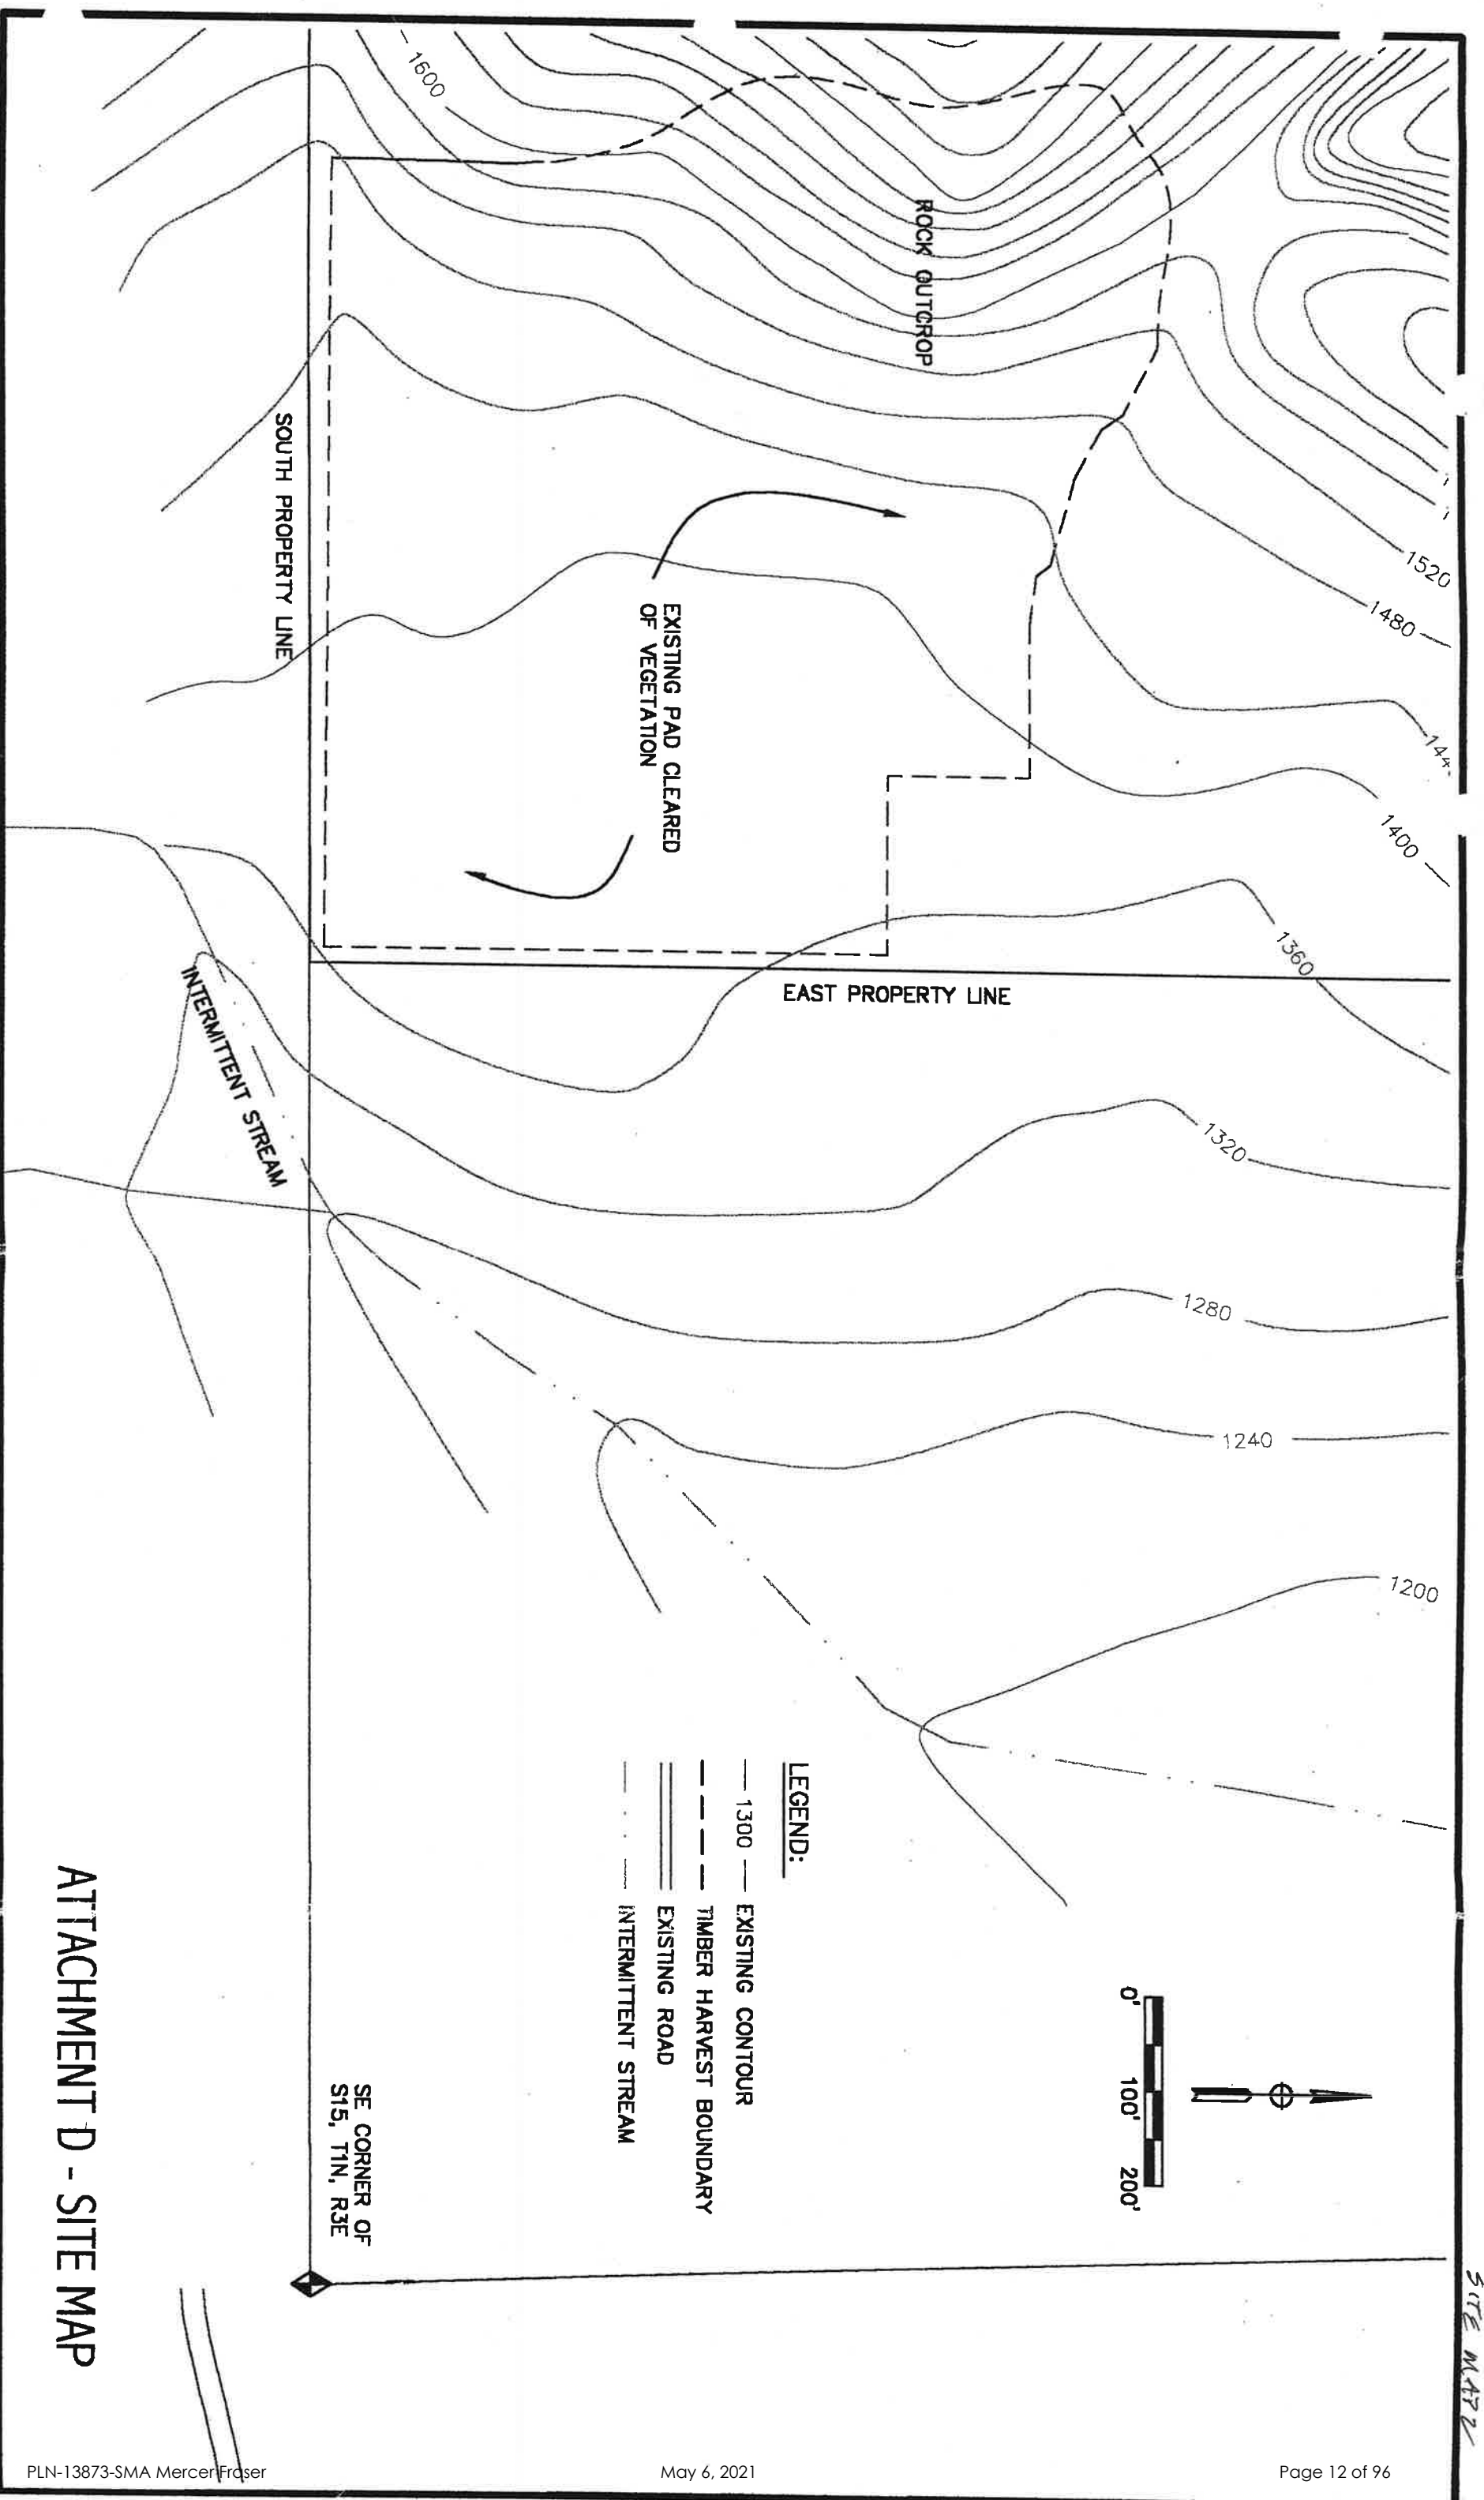 SITE MAP 2
1600
ROCK OUTCROP
1520
1480
1400
1360
1320
1280
1240
1200
EXISTING PAD CLEARED
OF VEGETATION
SOUTH PROPERTY LINE
EAST PROPERTY LINE
INTERMITTENT STREAM
LEGEND:
1300 EXISTING CONTOUR
TIMBER HARVEST BOUNDARY
EXISTING ROAD
INTERMITTENT STREAM
0' 100' 200'
SE CORNER OF
S15, T1N, R3E
ATTACHMENT D - SITE MAP
PLN-13873-SMA Mercer Fraser
May 6, 2021
Page 12 of 96